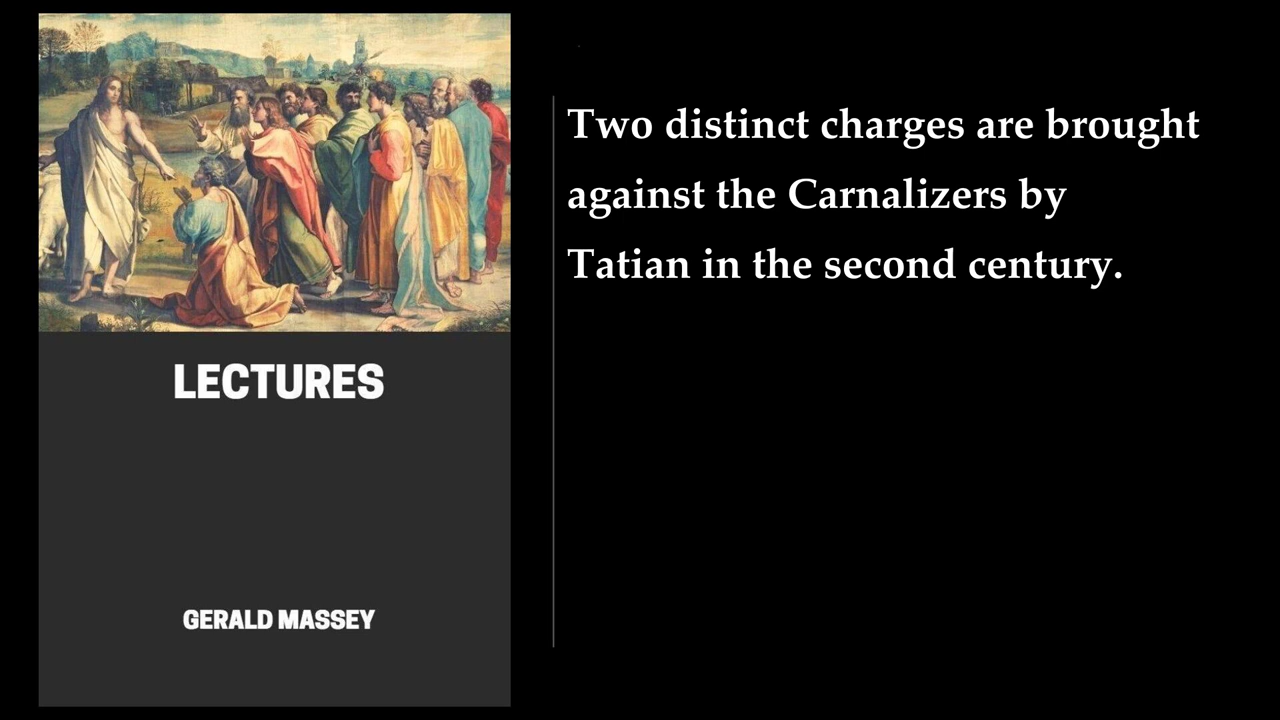 LECTURES
GERALD MASSEY
Two distinct charges are brought
against the Carnalizers by
Tatian in the second century.